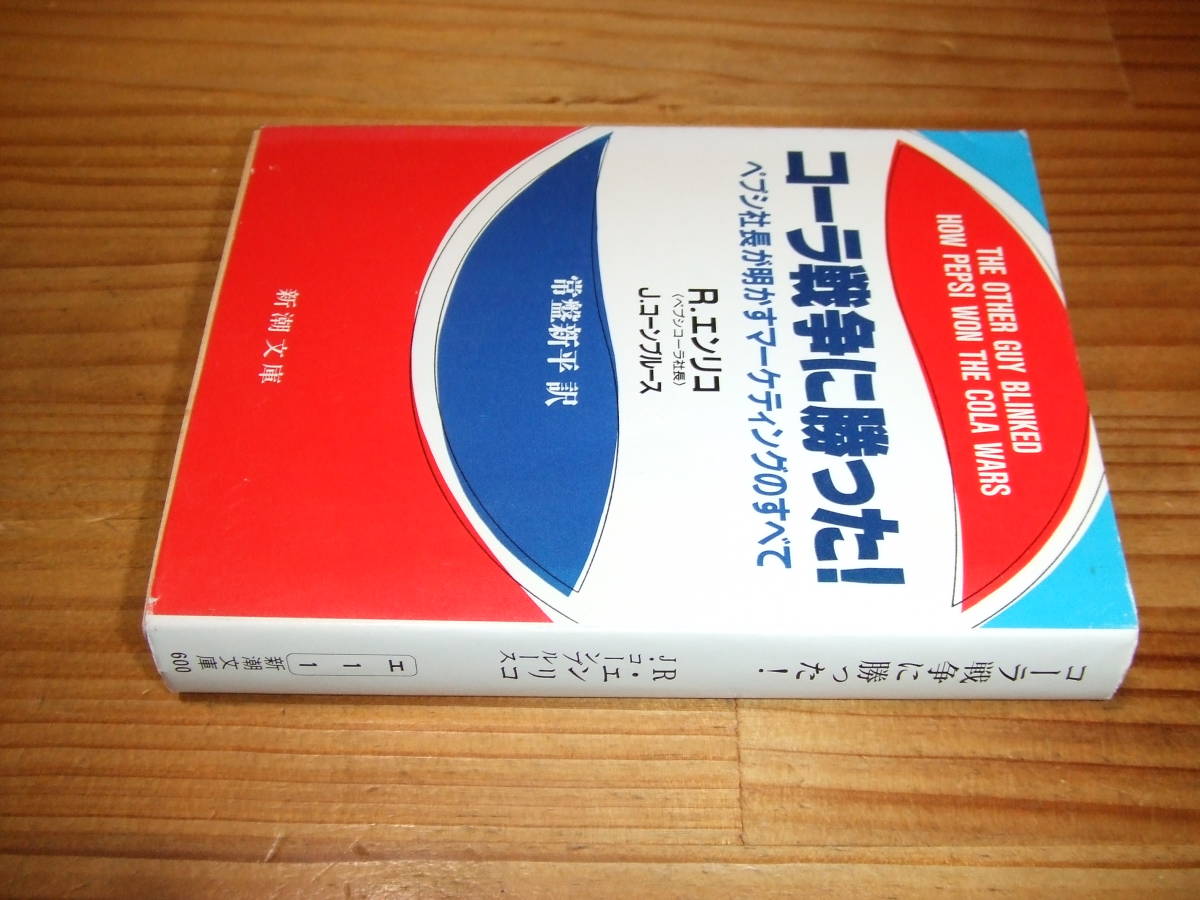 THE OTHER GUY BLINKED
HOW PEPSI WON THE COLA WARS
コーラ戦争に勝った!
ペプシ社長が明かすマーケティングのすべて
R.エンリコ
〈ペプシコーラ社長〉
J.コーンブルース
常盤新平 訳
新潮文庫
コーラ戦争に勝った!
R・エンリコ
J・コーンブルース
新潮文庫
エ 1 1
600